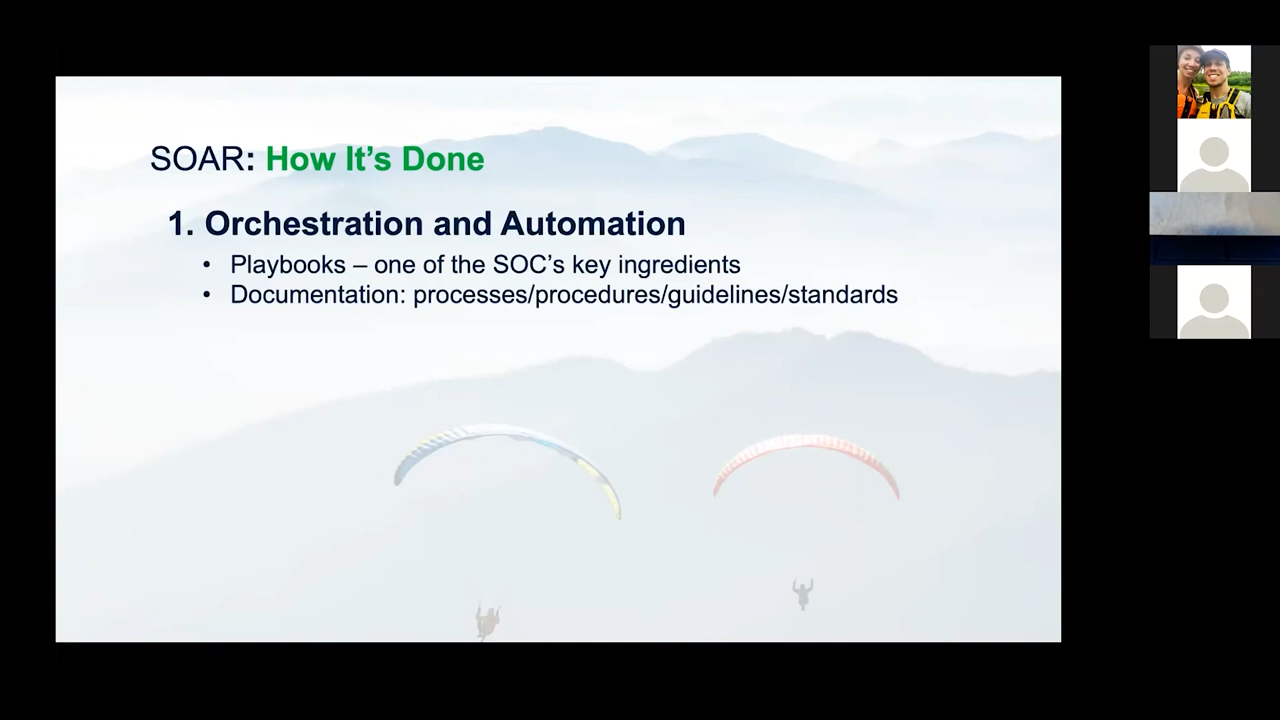 SOAR: How It’s Done
1. Orchestration and Automation
• Playbooks – one of the SOC’s key ingredients
• Documentation: processes/procedures/guidelines/standards